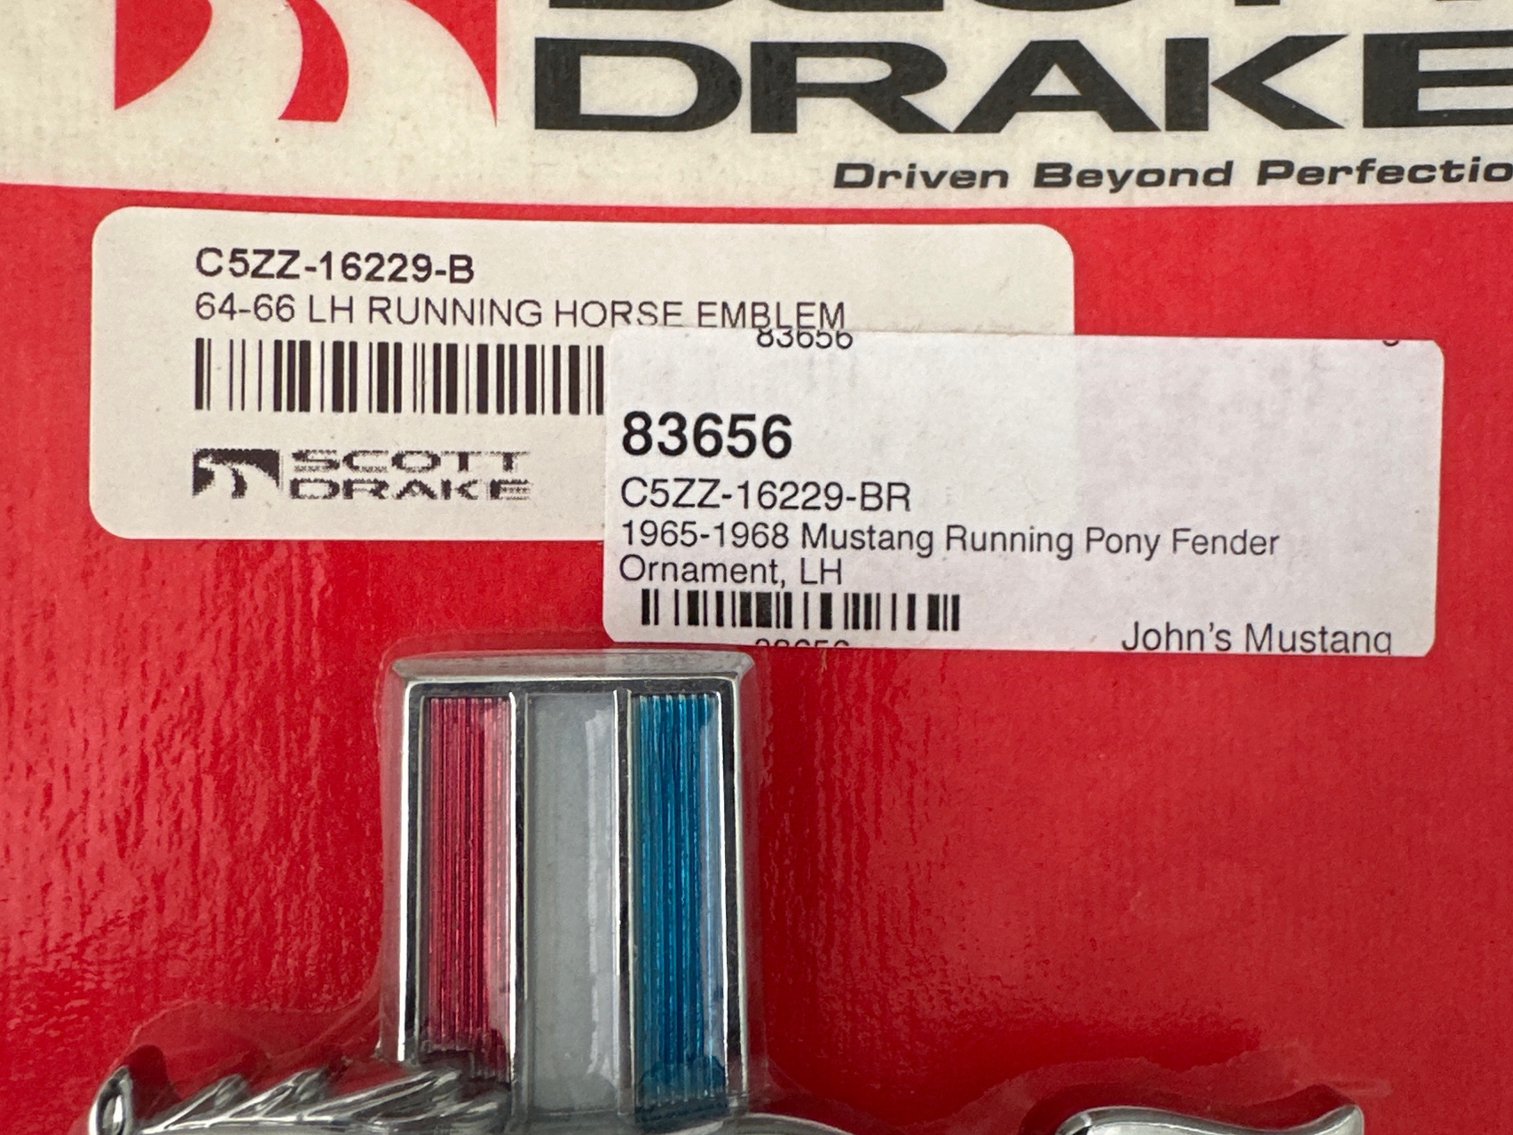 DRAKE
Driven Beyond Perfectio
C5ZZ-16229-B
64-66 LH RUNNING HORSE EMBLEM
SCOTT
DRAKE
83656
83656
C5ZZ-16229-BR
1965-1968 Mustang Running Pony Fender
Ornament, LH
John's Mustang